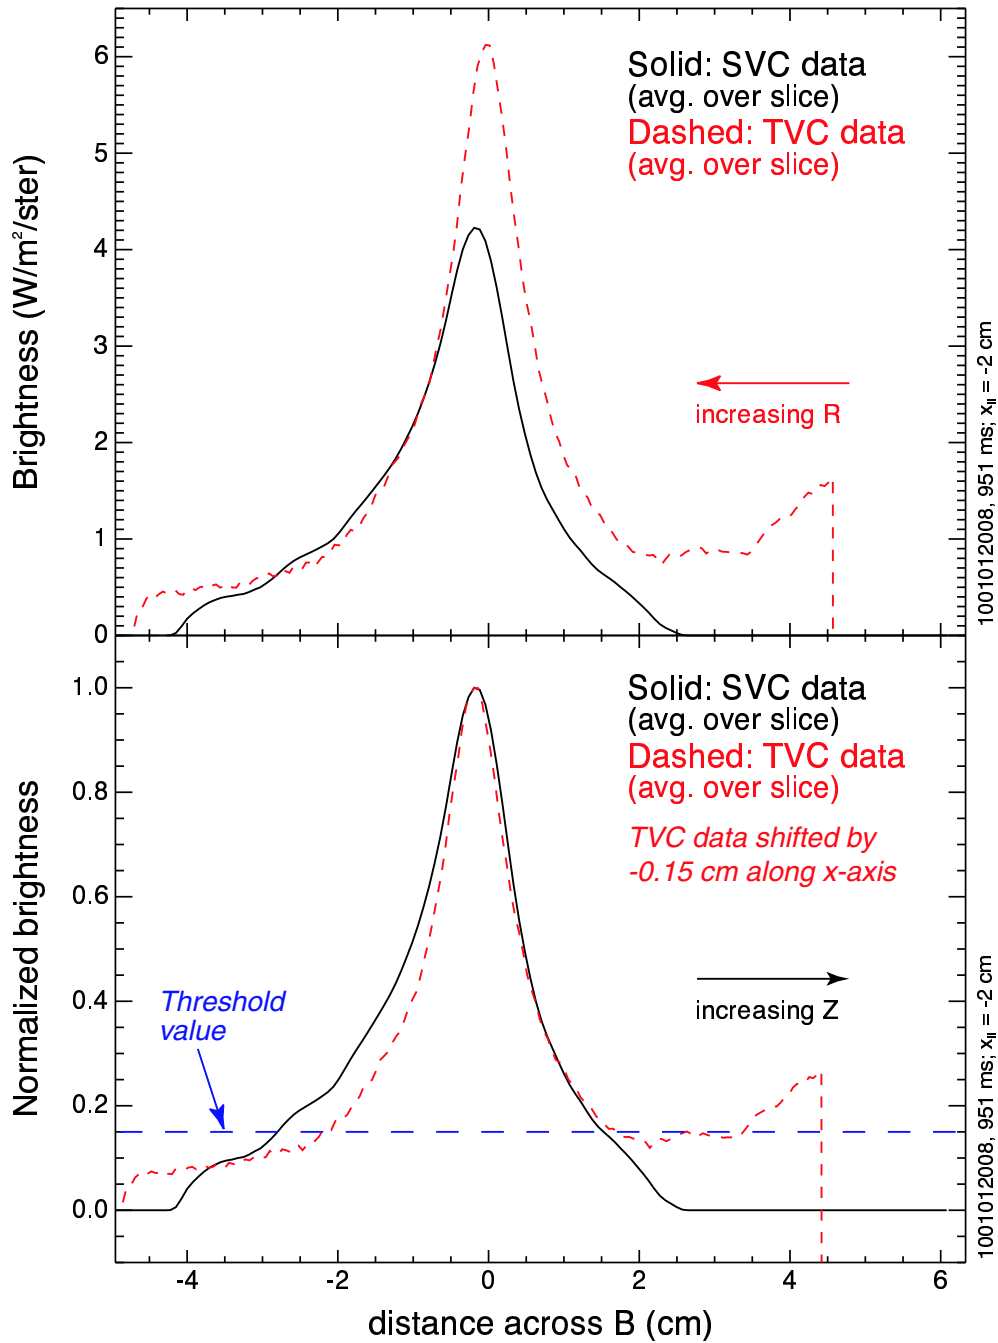 6
5
4
3
2
1
0
Brightness (W/m²/ster)
Solid: SVC data
(avg. over slice)
Dashed: TVC data
(avg. over slice)
increasing R
1001012008, 951 ms; x|| = -2 cm
1.0
0.8
0.6
0.4
0.2
0.0
Normalized brightness
Solid: SVC data
(avg. over slice)
Dashed: TVC data
(avg. over slice)
TVC data shifted by
-0.15 cm along x-axis
Threshold
value
increasing Z
1001012008, 951 ms; x|| = -2 cm
-4 -2 0 2 4 6
distance across B (cm)